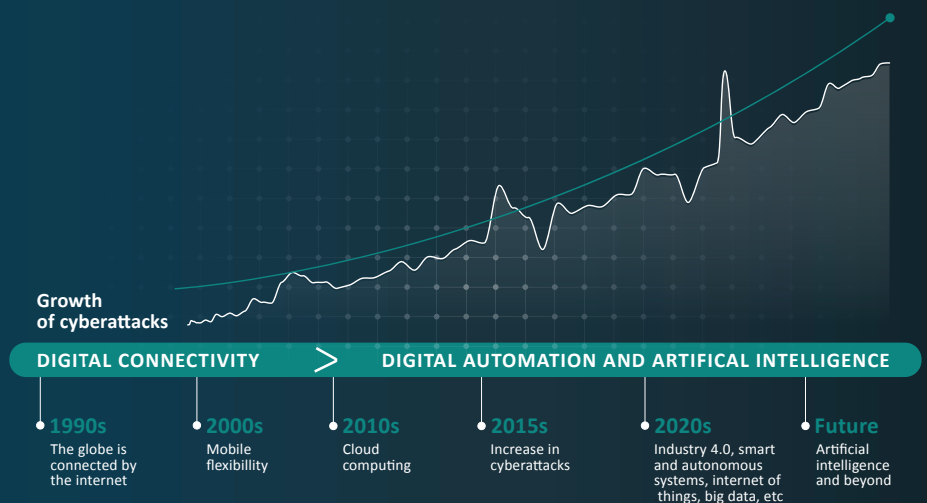 Growth
of cyberattacks
DIGITAL CONNECTIVITY > DIGITAL AUTOMATION AND ARTIFICAL INTELLIGENCE
1990s
The globe is
connected by
the internet
2000s
Mobile
flexibillity
2010s
Cloud
computing
2015s
Increase in
cyberattacks
2020s
Industry 4.0, smart
and autonomous
systems, internet of
things, big data, etc
Future
Artificial
intelligence
and beyond